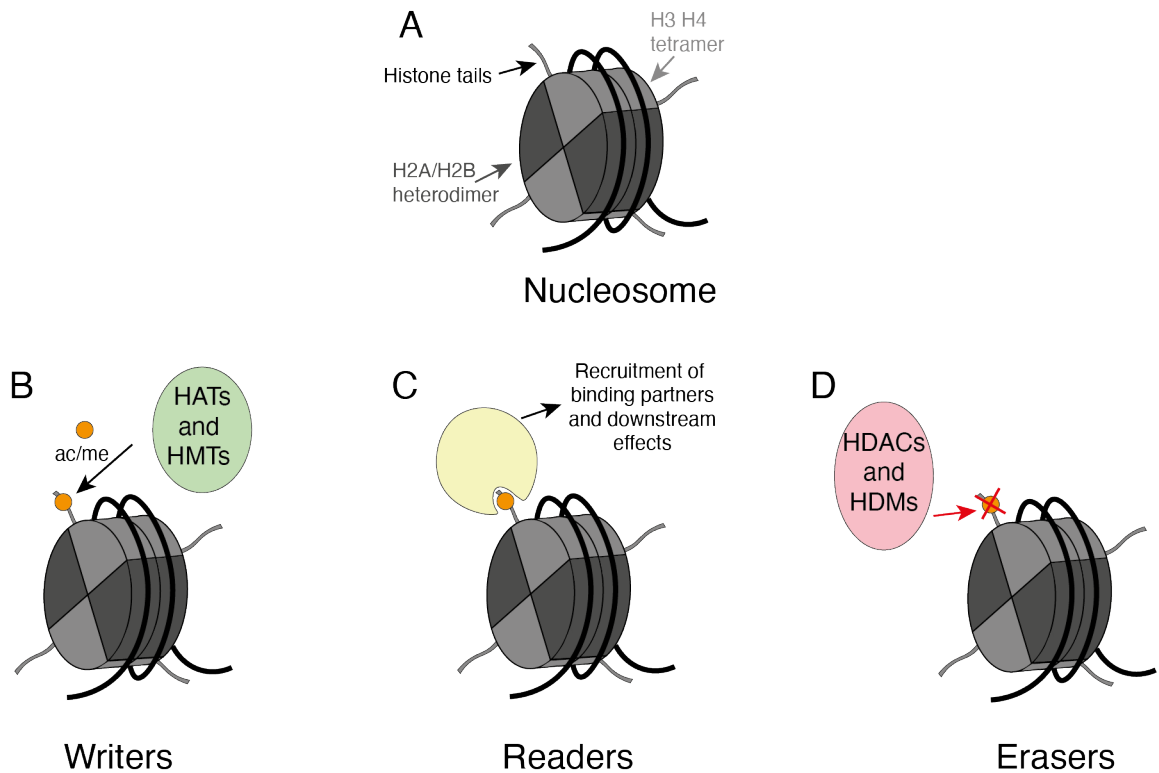 A
H3 H4
tetramer
Histone tails
H2A/H2B
heterodimer
Nucleosome
B
HATs
and
HMTs
ac/me
Writers
C
Recruitment of
binding partners
and downstream
effects
Readers
D
HDACs
and
HDMs
Erasers